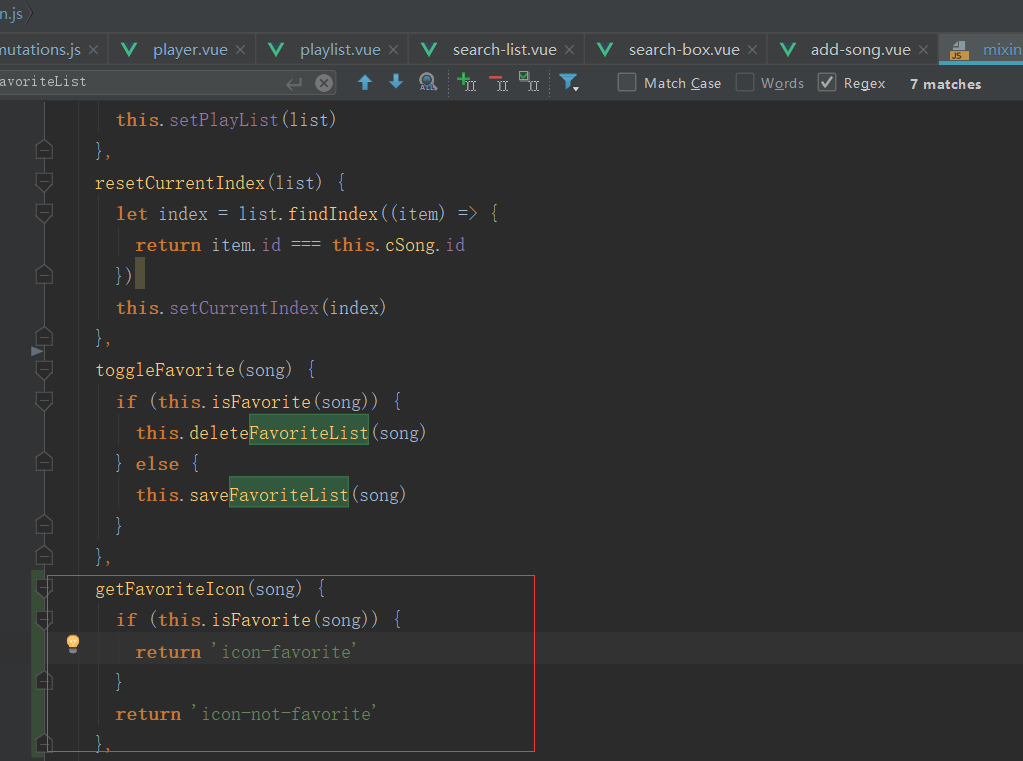 n.js
mutations.js player.vue playlist.vue search-list.vue search-box.vue add-song.vue JS mixin
avoriteList ALL Match Case Words Regex 7 matches
this.setPlayList(list)
},
resetCurrentIndex(list) {
let index = list.findIndex((item) => {
return item.id === this.cSong.id
})
this.setCurrentIndex(index)
},
toggleFavorite(song) {
if (this.isFavorite(song)) {
this.deleteFavoriteList(song)
} else {
this.saveFavoriteList(song)
}
},
getFavoriteIcon(song) {
if (this.isFavorite(song)) {
return 'icon-favorite'
}
return 'icon-not-favorite'
},